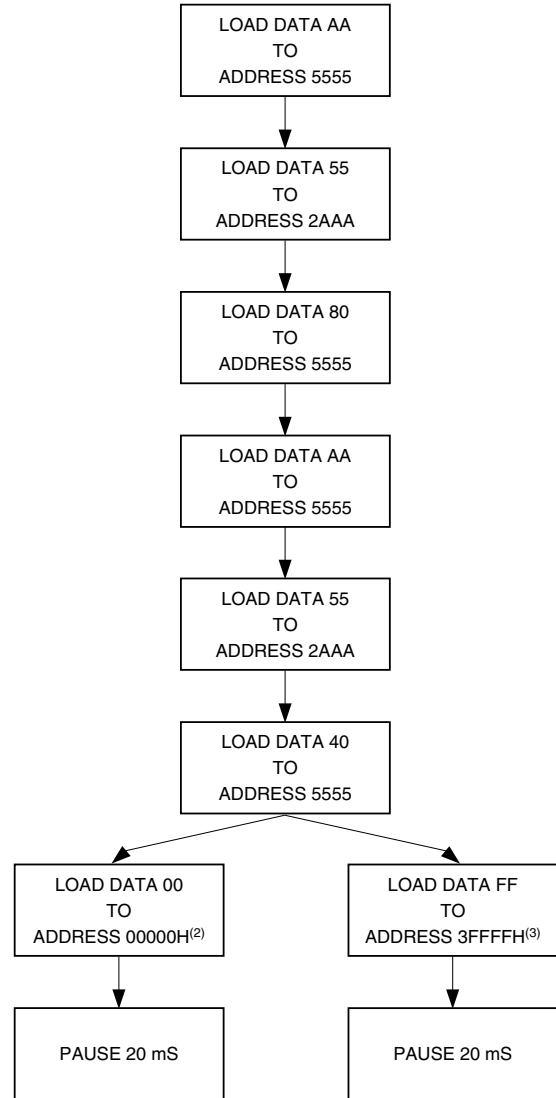 LOAD DATA AA
TO
ADDRESS 5555
LOAD DATA 55
TO
ADDRESS 2AAA
LOAD DATA 80
TO
ADDRESS 5555
LOAD DATA AA
TO
ADDRESS 5555
LOAD DATA 55
TO
ADDRESS 2AAA
LOAD DATA 40
TO
ADDRESS 5555
LOAD DATA 00
TO
ADDRESS 00000H(2)
LOAD DATA FF
TO
ADDRESS 3FFFFH(3)
PAUSE 20 mS
PAUSE 20 mS